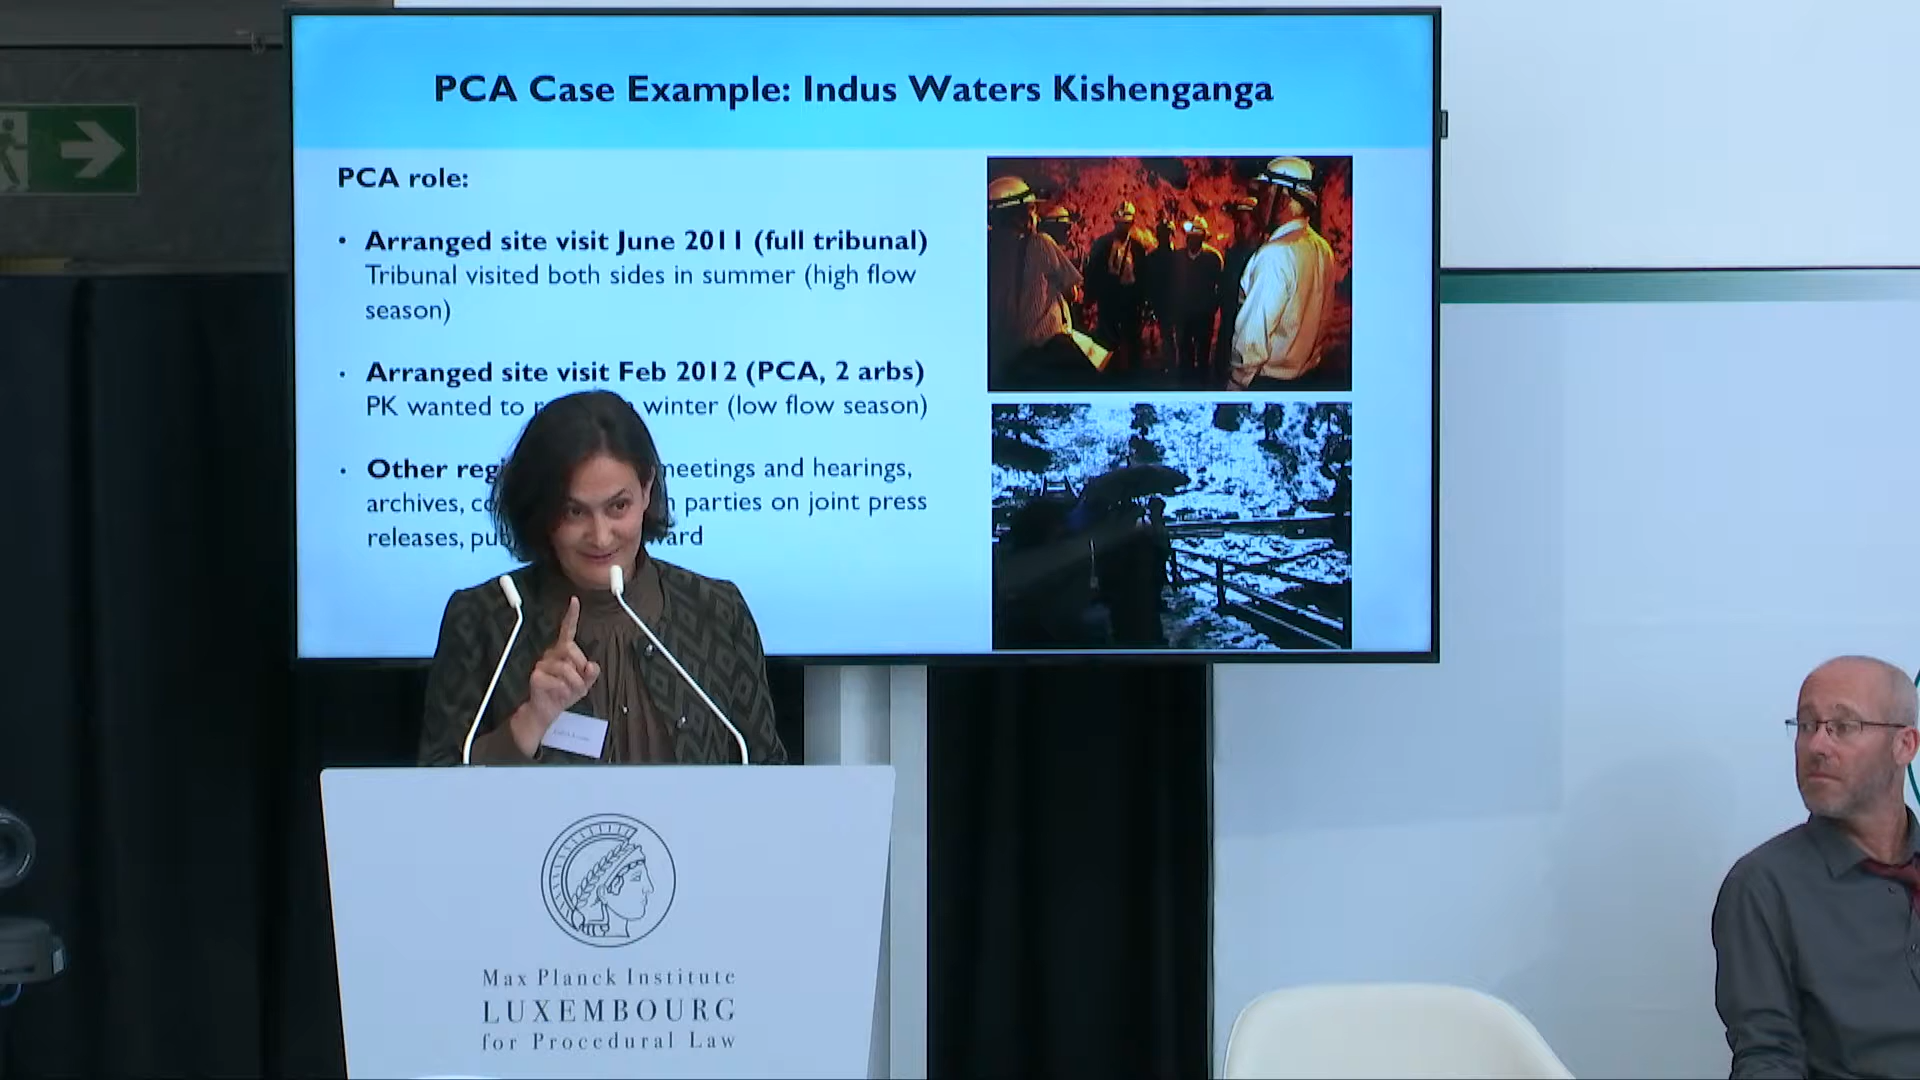 PCA Case Example: Indus Waters Kishenganga
PCA role:
• Arranged site visit June 2011 (full tribunal)
Tribunal visited both sides in summer (high flow
season)
• Arranged site visit Feb 2012 (PCA, 2 arbs)
PK wanted to winter (low flow season)
• Other meetings and hearings,
archives, parties on joint press
releases,
Max Planck Institute
LUXEMBOURG
for Procedural Law